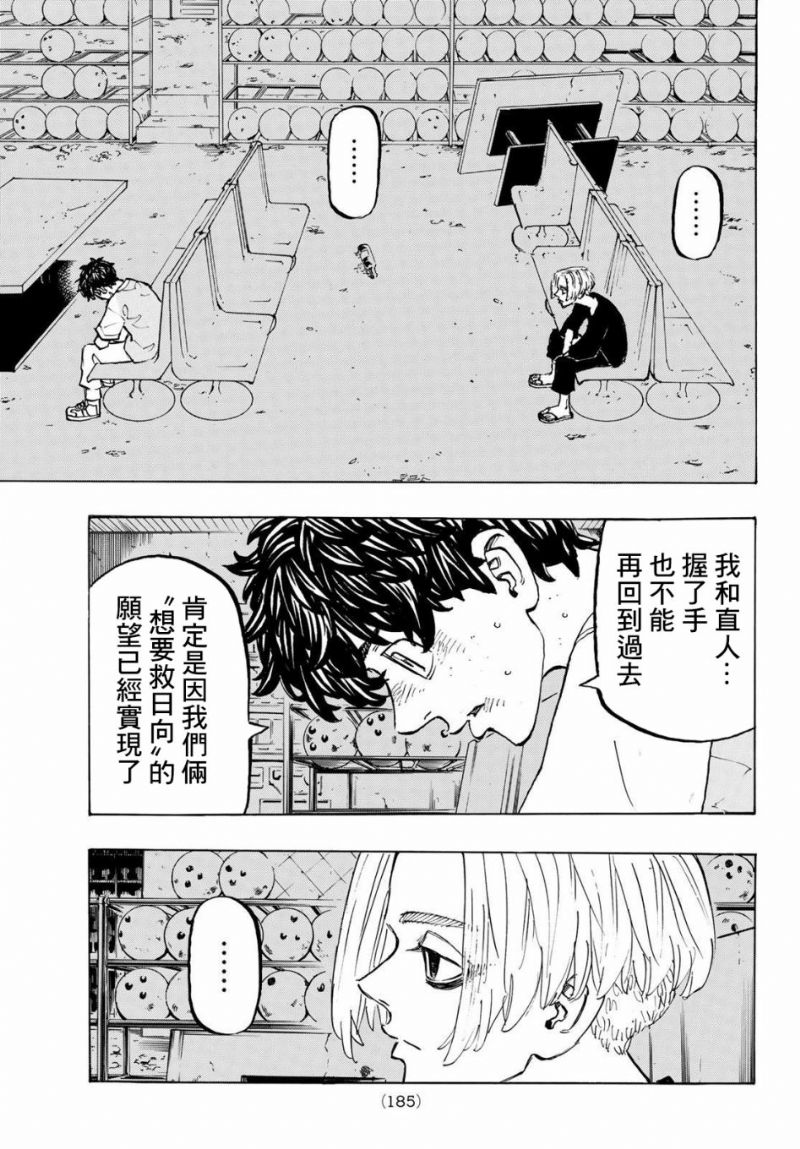 ……
……
我和直人…
握了手
也不能
再回到過去
肯定是因我們倆
〝想要救日向〞的
願望已經實現了
……
(185)